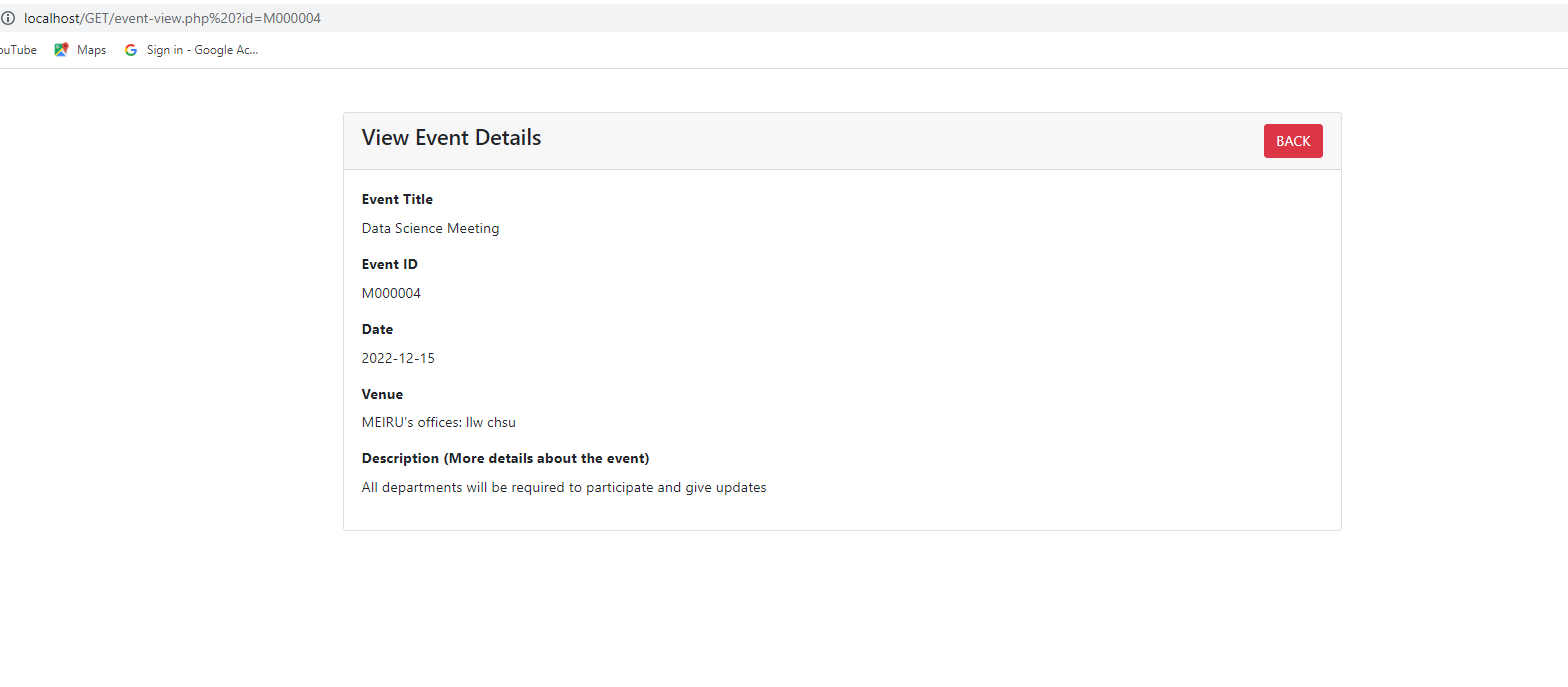 localhost/GET/event-view.php%20?id=M000004
ouTube Maps Sign in - Google Ac...
View Event Details
BACK
Event Title
Data Science Meeting
Event ID
M000004
Date
2022-12-15
Venue
MEIRU's offices: llw chsu
Description (More details about the event)
All departments will be required to participate and give updates